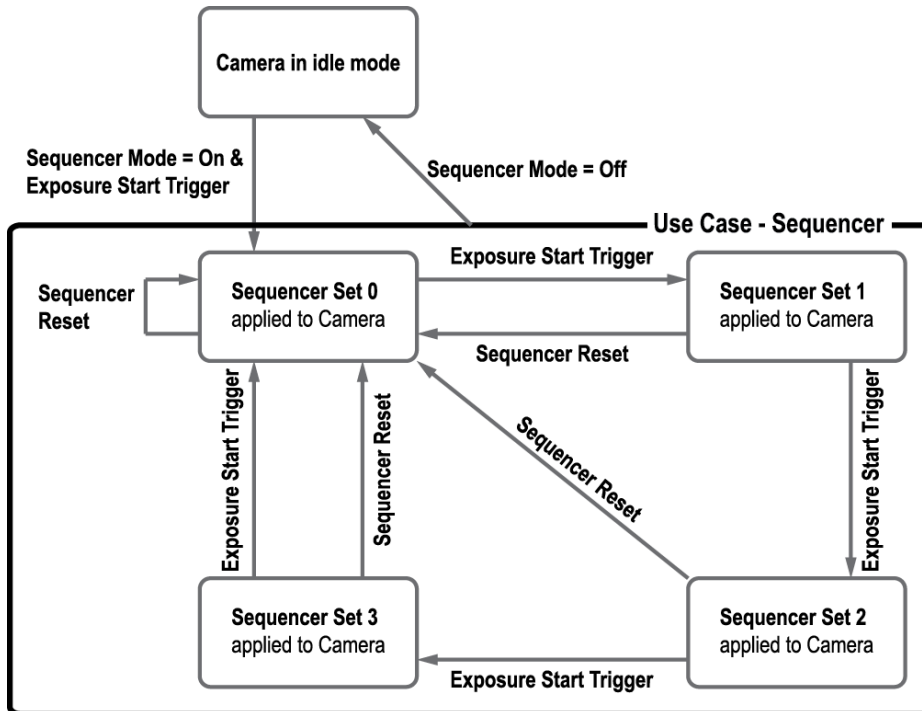 Camera in idle mode
Sequencer Mode = On &
Exposure Start Trigger
Sequencer Mode = Off
Use Case - Sequencer
Sequencer
Reset
Sequencer Set 0
applied to Camera
Exposure Start Trigger
Sequencer Reset
Sequencer Set 1
applied to Camera
Exposure Start Trigger
Sequencer Reset
Sequencer Reset
Exposure Start Trigger
Sequencer Set 3
applied to Camera
Exposure Start Trigger
Sequencer Set 2
applied to Camera